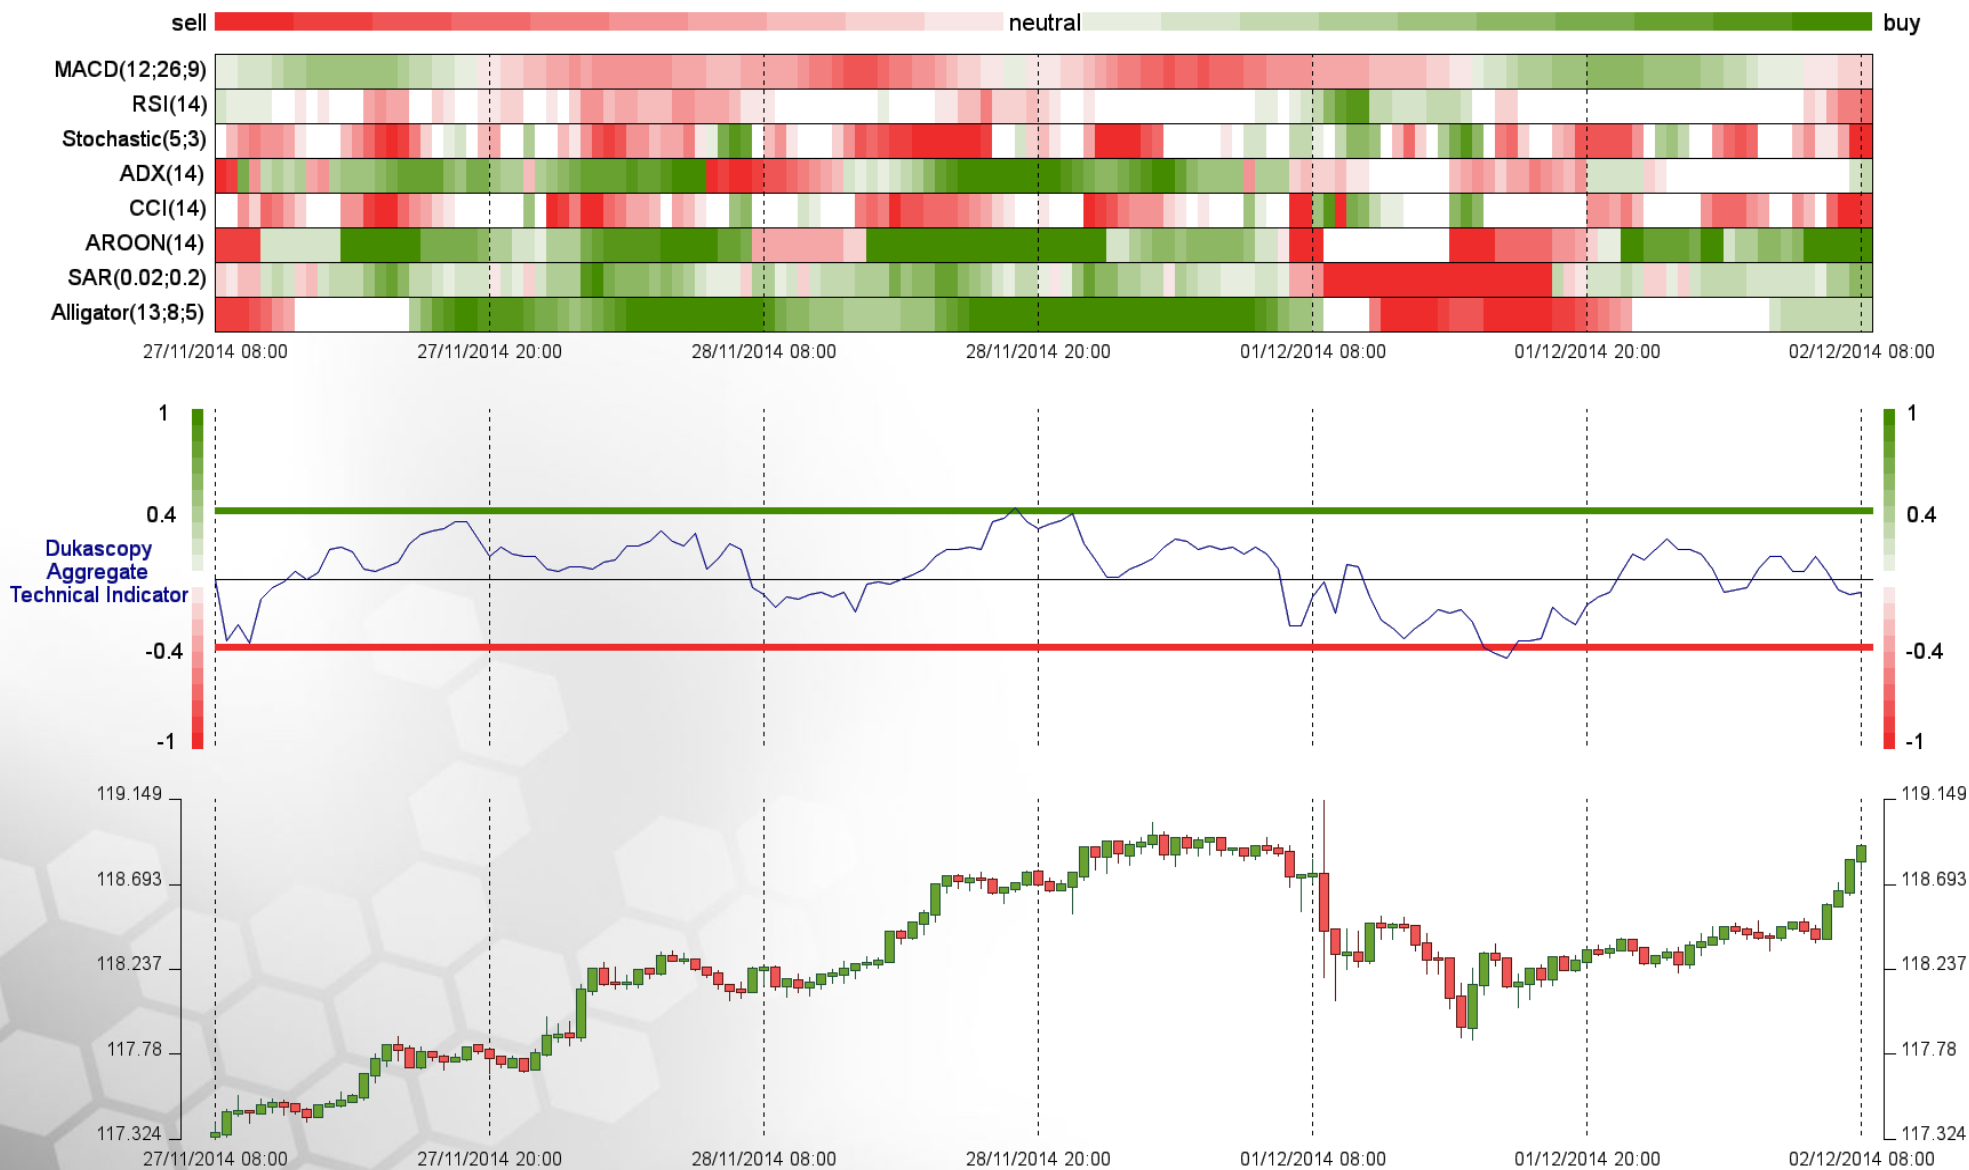 sell neutral buy
MACD(12;26;9)
RSI(14)
Stochastic(5;3)
ADX(14)
CCI(14)
AROON(14)
SAR(0.02;0.2)
Alligator(13;8;5)
27/11/2014 08:00 27/11/2014 20:00 28/11/2014 08:00 28/11/2014 20:00 01/12/2014 08:00 01/12/2014 20:00 02/12/2014 08:00
1 1
0.4 0.4
Dukascopy
Aggregate
Technical Indicator
-0.4 -0.4
-1 -1
119.149 119.149
118.693 118.693
118.237 118.237
117.78 117.78
117.324 117.324
27/11/2014 08:00 27/11/2014 20:00 28/11/2014 08:00 28/11/2014 20:00 01/12/2014 08:00 01/12/2014 20:00 02/12/2014 08:00